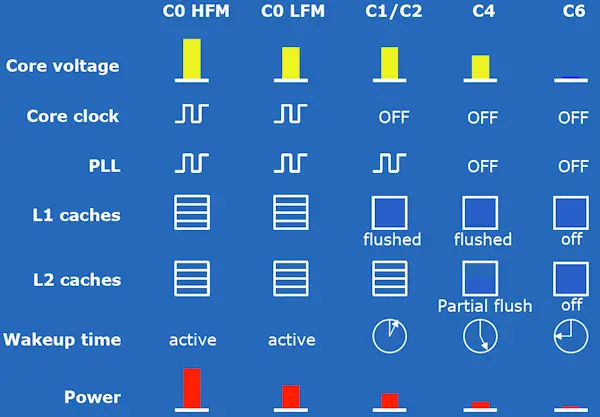 C0 HFM C0 LFM C1/C2 C4 C6
Core voltage
Core clock OFF OFF OFF
PLL OFF OFF
L1 caches
flushed flushed off
L2 caches
Partial flush off
Wakeup time active active
Power